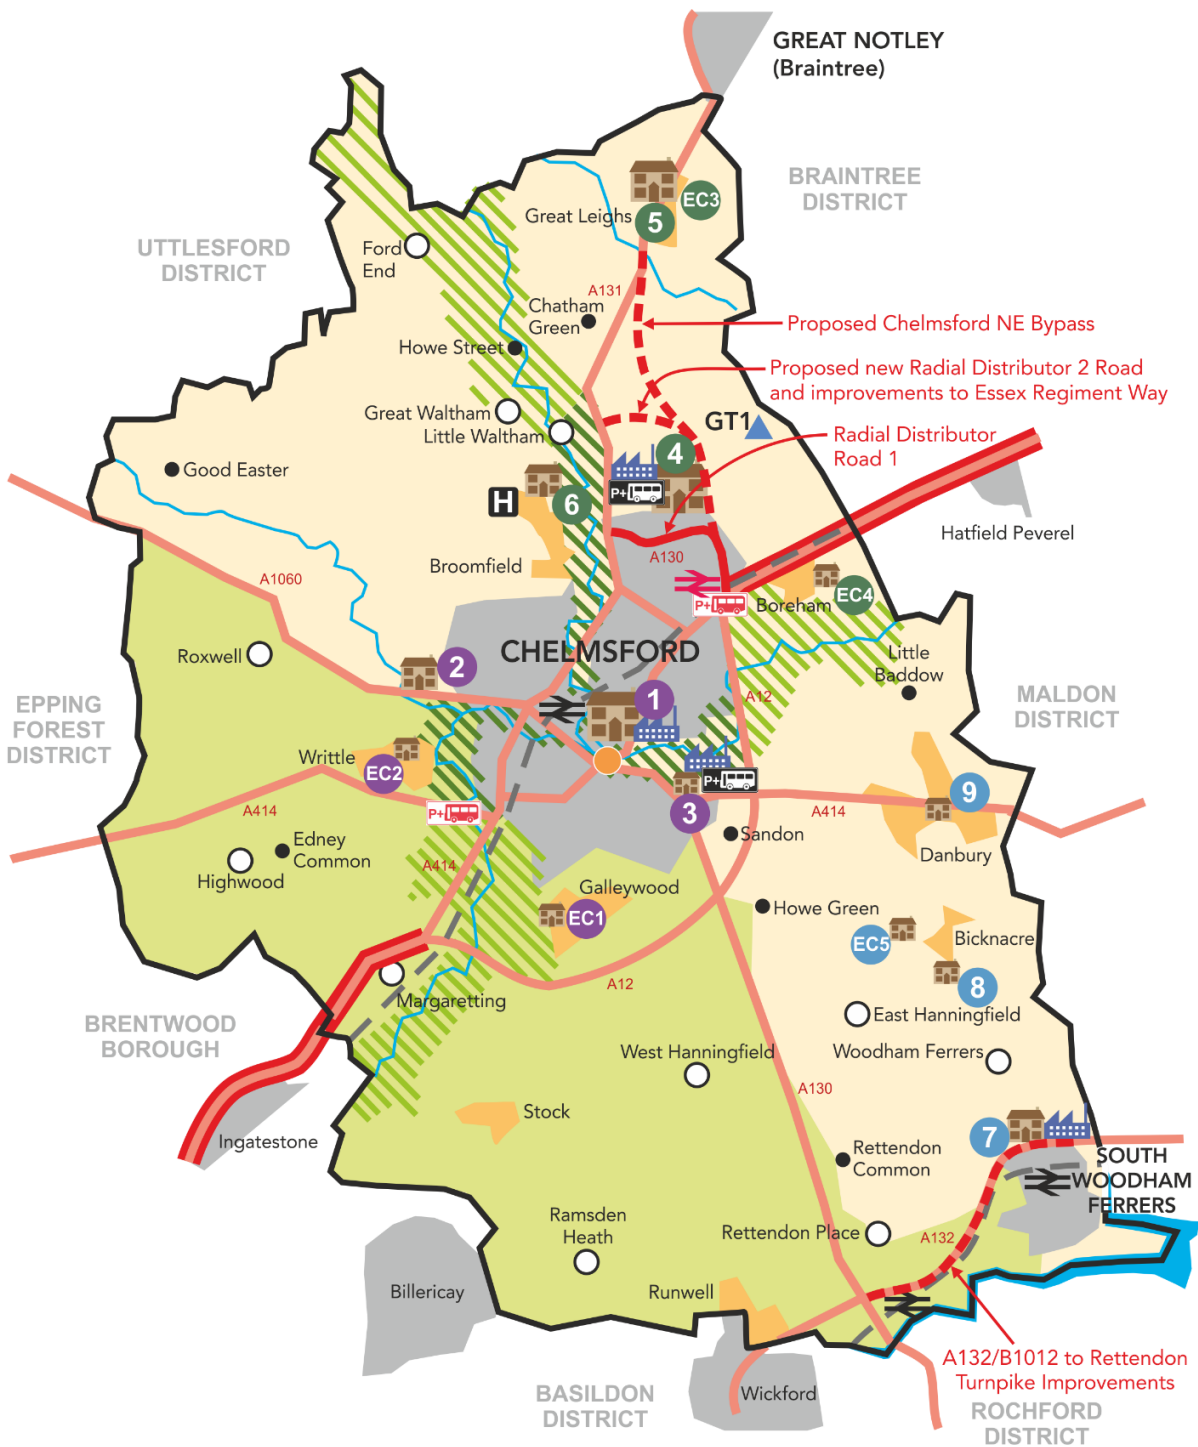 GREAT NOTLEY
(Braintree)
BRAINTREE
DISTRICT
EC3
Great Leighs
5
UTTLESFORD
DISTRICT
Ford
End
A131
Chatham
Green
Proposed Chelmsford NE Bypass
Howe Street
Proposed new Radial Distributor 2 Road
and improvements to Essex Regiment Way
Great Waltham
Little Waltham
GT1
Radial Distributor
Road 1
4
Good Easter
P+
H
6
Hatfield Peverel
A130
Broomfield
A1060
EC4
P+
Boreham
CHELMSFORD
Roxwell
2
Little
Baddow
1
A12
MALDON
DISTRICT
EPPING
FOREST
DISTRICT
Writtle
EC2
P+
9
3
A414
P+
A414
Sandon
Edney
Common
Danbury
A414
Highwood
Galleywood
EC1
Howe Green
EC5
Bicknacre
A12
8
Margaretting
East Hanningfield
BRENTWOOD
BOROUGH
West Hanningfield
Woodham Ferrers
A130
Stock
7
Ingatestone
Rettendon
Common
SOUTH
WOODHAM
FERRERS
Ramsden
Heath
Rettendon Place
A132
Billericay
Runwell
A132/B1012 to Rettendon
Turnpike Improvements
Wickford
BASILDON
DISTRICT
ROCHFORD
DISTRICT